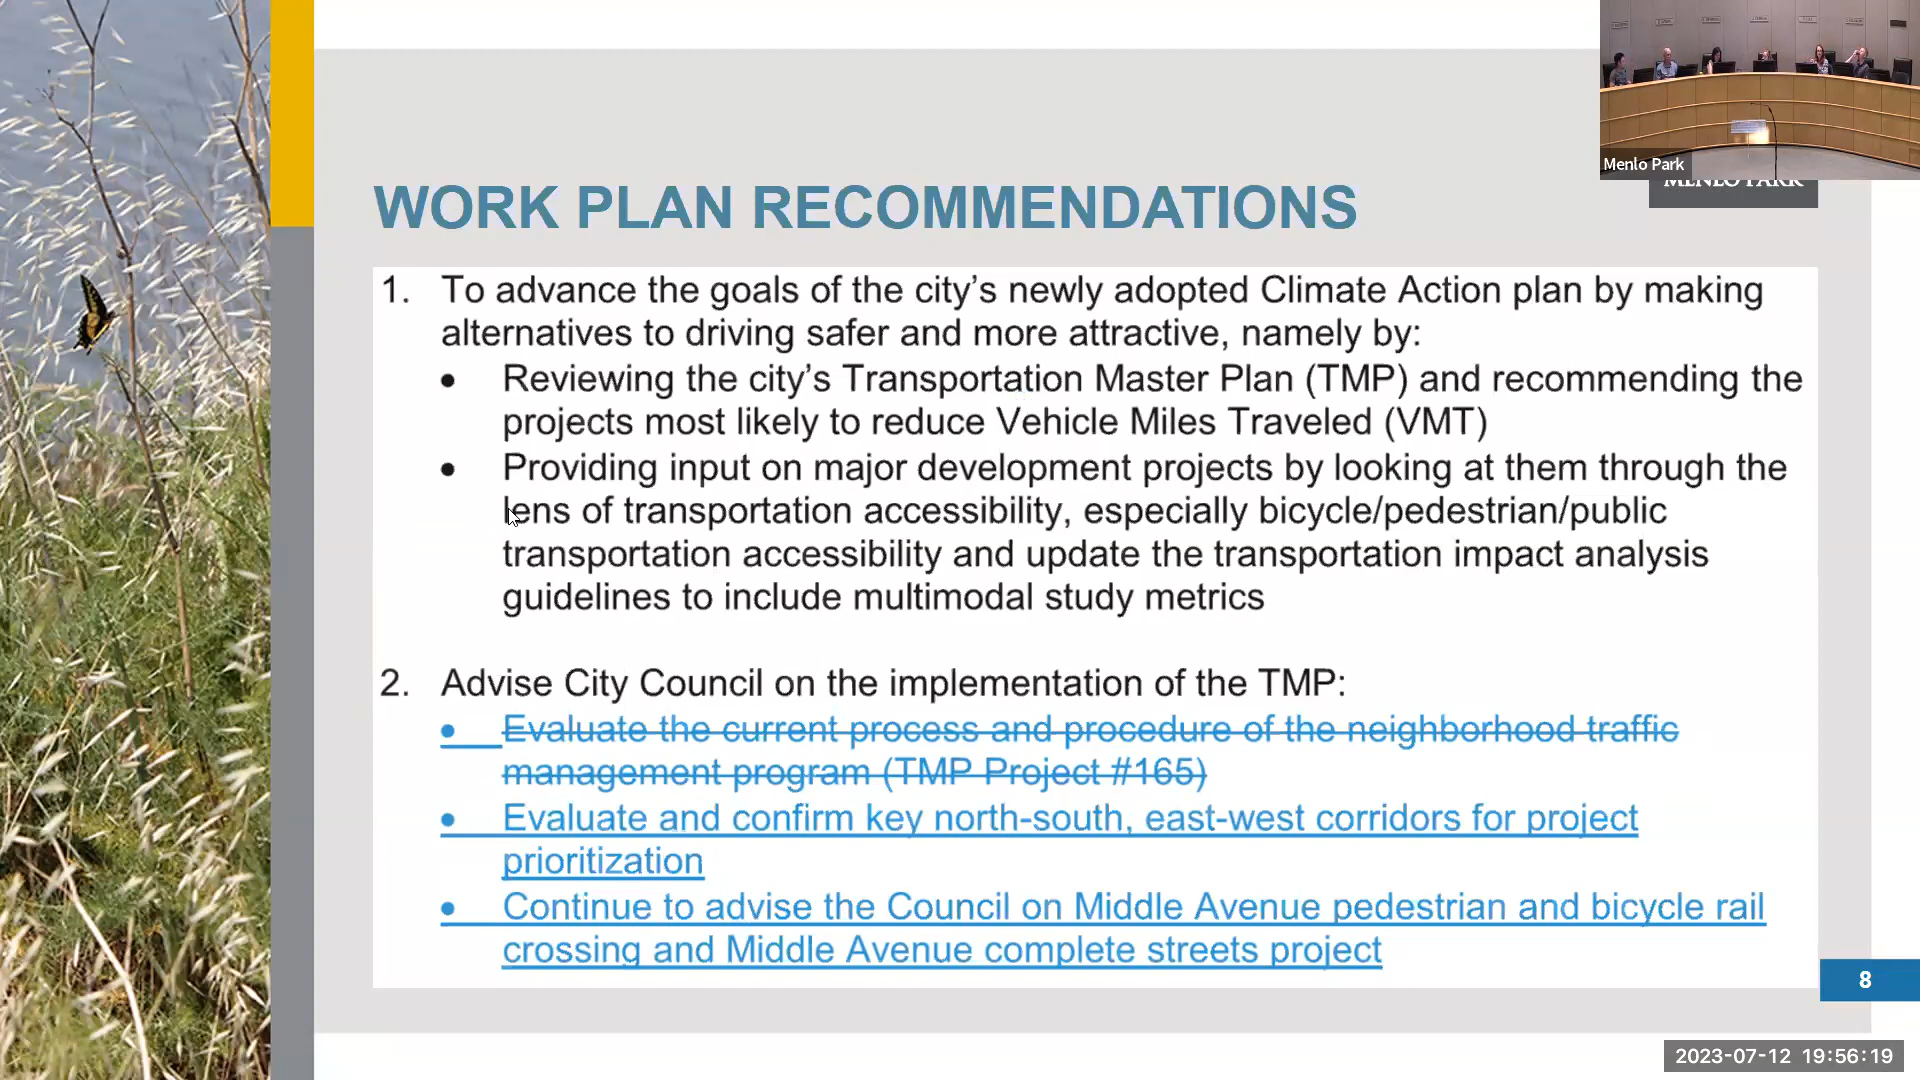 Menlo Park
MENLO PARK
WORK PLAN RECOMMENDATIONS
1. To advance the goals of the city’s newly adopted Climate Action plan by making
alternatives to driving safer and more attractive, namely by:
• Reviewing the city’s Transportation Master Plan (TMP) and recommending the
projects most likely to reduce Vehicle Miles Traveled (VMT)
• Providing input on major development projects by looking at them through the
lens of transportation accessibility, especially bicycle/pedestrian/public
transportation accessibility and update the transportation impact analysis
guidelines to include multimodal study metrics
2. Advise City Council on the implementation of the TMP:
• Evaluate the current process and procedure of the neighborhood traffic
management program (TMP Project #165)
• Evaluate and confirm key north-south, east-west corridors for project
prioritization
• Continue to advise the Council on Middle Avenue pedestrian and bicycle rail
crossing and Middle Avenue complete streets project
8
2023-07-12 19:56:19